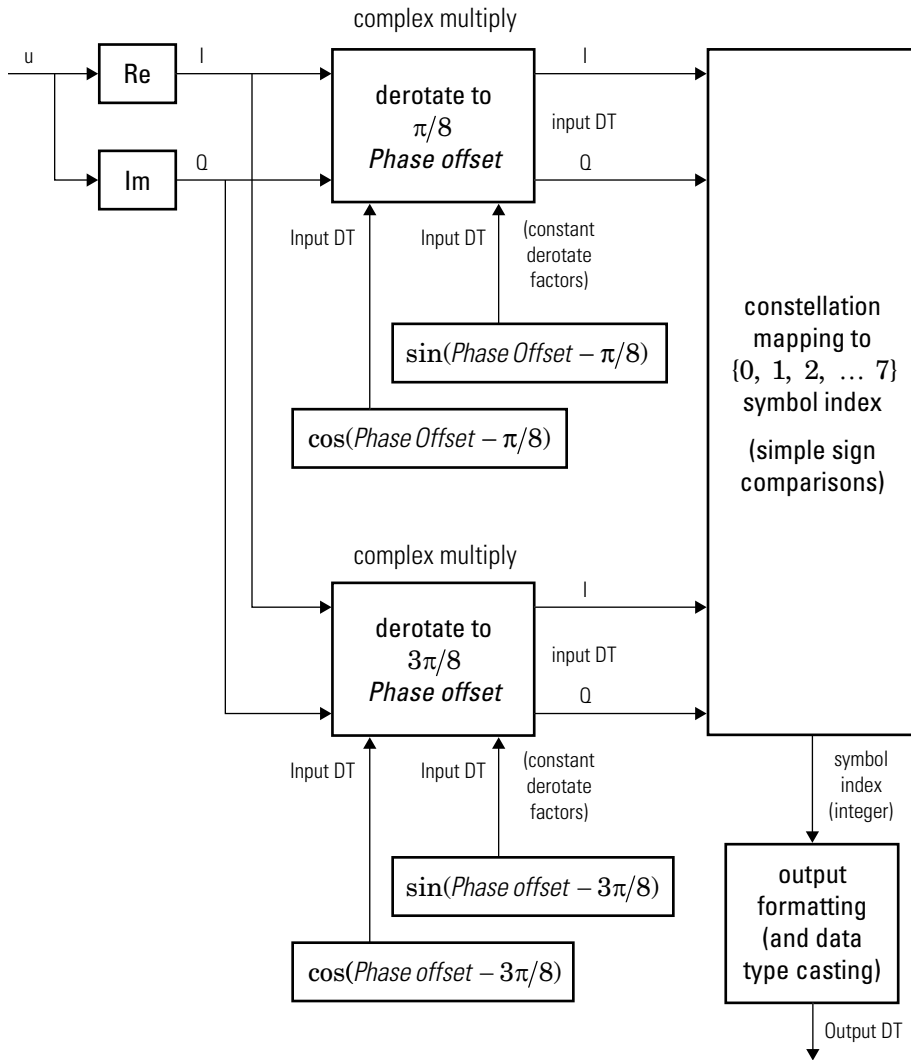 complex multiply
u
Re
I
derotate to
π/8
Phase offset
I
input DT
Q
Im
Q
Input DT
Input DT
(constant
derotate
factors)
sin(Phase Offset – π/8)
cos(Phase Offset – π/8)
constellation
mapping to
{0, 1, 2, … 7}
symbol index
(simple sign
comparisons)
complex multiply
derotate to
3π/8
Phase offset
I
input DT
Q
Input DT
Input DT
(constant
derotate
factors)
sin(Phase offset – 3π/8)
cos(Phase offset – 3π/8)
symbol
index
(integer)
output
formatting
(and data
type casting)
Output DT